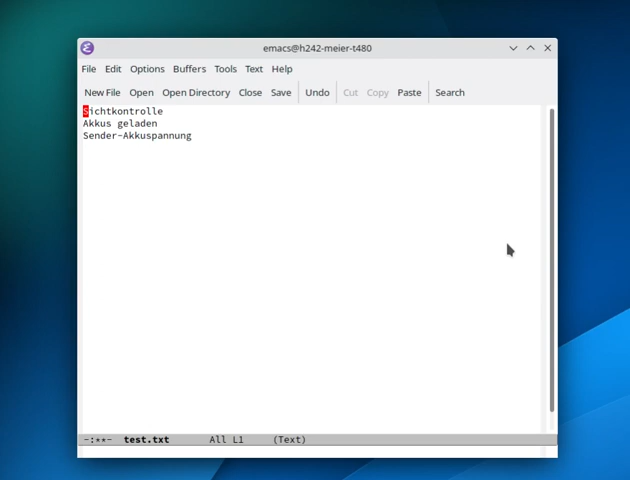 emacs@h242-meier-t480
File Edit Options Buffers Tools Text Help
New File Open Open Directory Close Save Undo Cut Copy Paste Search
Sichtkontrolle
Akkus geladen
Sender-Akkuspannung
-:**- test.txt All L1 (Text)